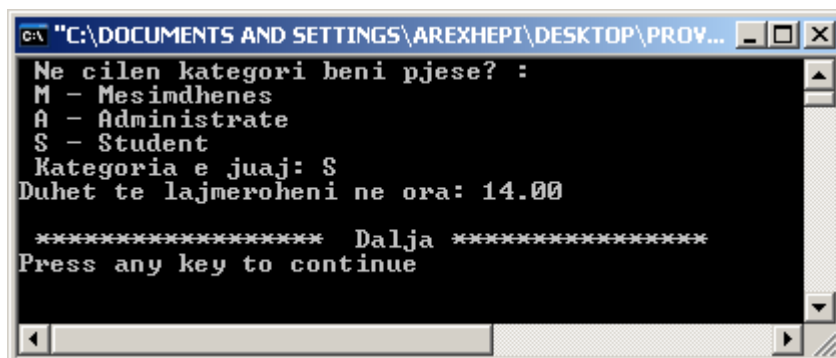 "C:\DOCUMENTS AND SETTINGS\AREXHEPI\DESKTOP\PROV...
Ne cilen kategori beni pjese? :
M - Mesimdhenes
A - Administrate
S - Student
Kategoria e juaj: S
Duhet te lajmeroheni ne ora: 14.00
****************** Dalja ****************
Press any key to continue